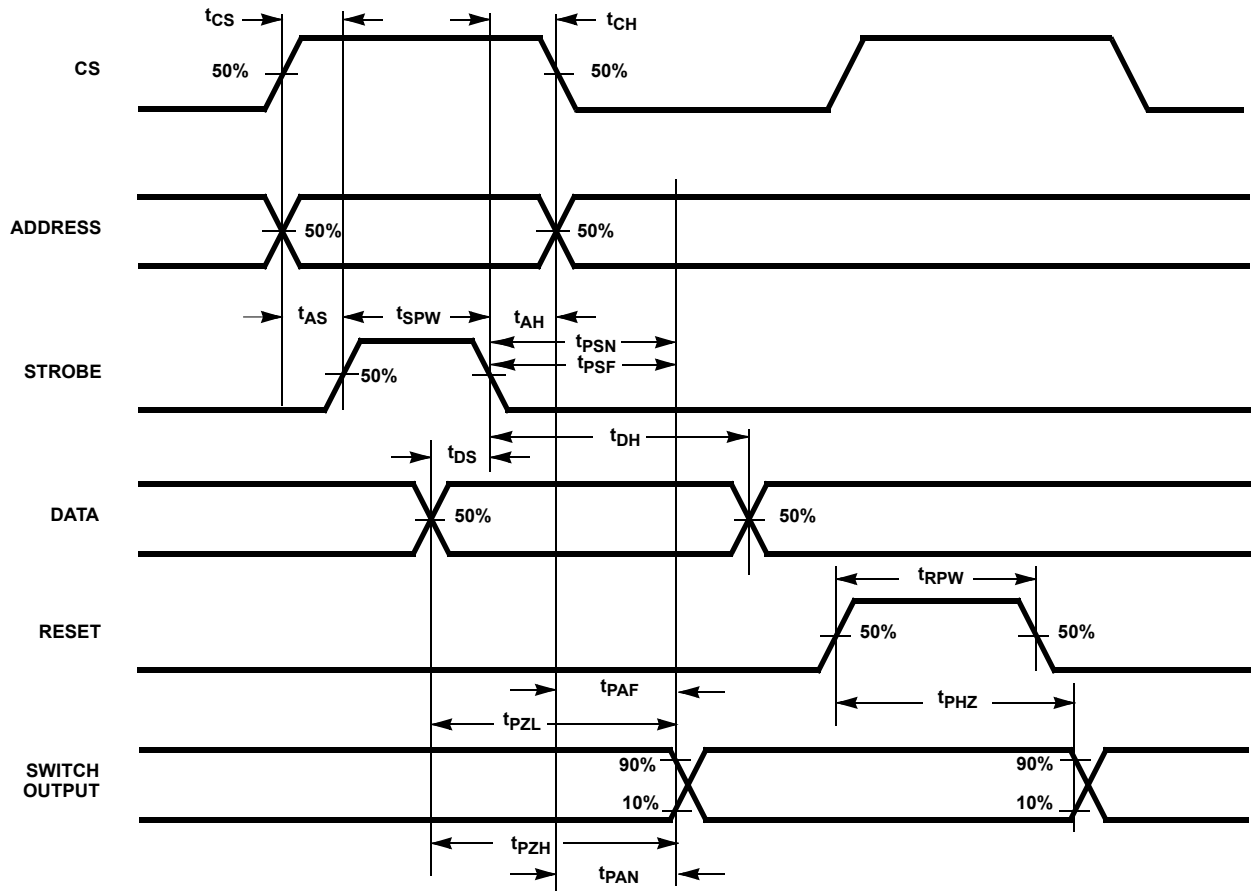 tCS
tCH
CS
50%
50%
ADDRESS
50%
50%
tAS
tSPW
tAH
tPSN
tPSF
STROBE
50%
tDH
tDS
DATA
50%
50%
tRPW
RESET
50%
50%
tPAF
tPHZ
tPZL
SWITCH
OUTPUT
90%
90%
10%
10%
tPZH
tPAN